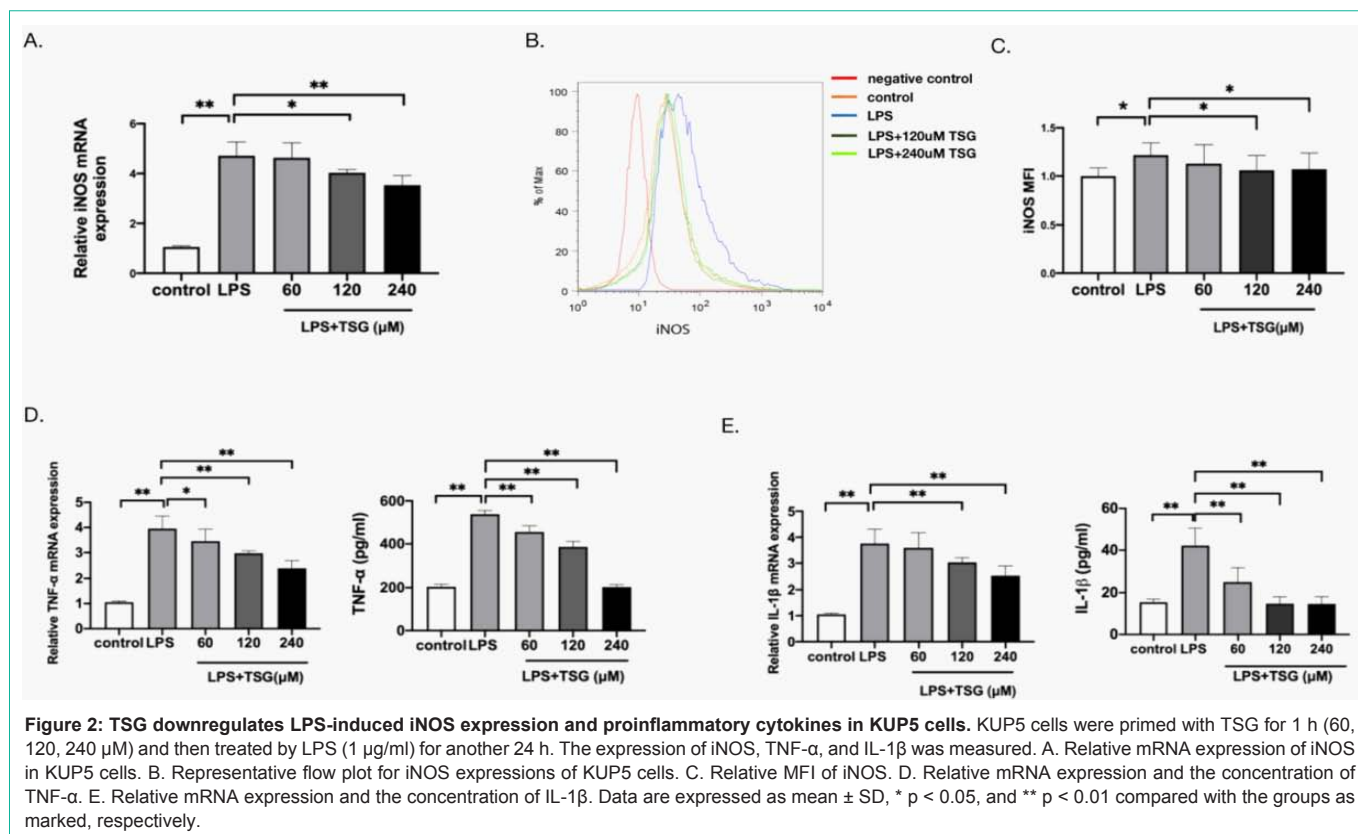 A.
Relative iNOS mRNA
expression
6
4
2
0
**
**
*
control LPS 60 120 240
LPS+TSG (µM)
B.
% of Max
100
80
60
40
20
0
10⁰ 10¹ 10² 10³ 10⁴
iNOS
negative control
control
LPS
LPS+120uM TSG
LPS+240uM TSG
C.
iNOS MFI
1.5
1.0
0.5
0.0
*
*
*
control LPS 60 120 240
LPS+TSG(µM)
D.
Relative TNF-α mRNA expression
5
4
3
2
1
0
**
**
**
*
control LPS 60 120 240
LPS+TSG(µM)
TNF-α (pg/ml)
600
400
200
0
**
**
**
**
control LPS 60 120 240
LPS+TSG (µM)
E.
Relative IL-1β mRNA expression
5
4
3
2
1
0
**
**
**
control LPS 60 120 240
LPS+TSG (µM)
IL-1β (pg/ml)
60
40
20
0
**
**
**
**
control LPS 60 120 240
LPS+TSG (µM)
Figure 2: TSG downregulates LPS-induced iNOS expression and proinflammatory cytokines in KUP5 cells. KUP5 cells were primed with TSG for 1 h (60,
120, 240 µM) and then treated by LPS (1 µg/ml) for another 24 h. The expression of iNOS, TNF-α, and IL-1β was measured. A. Relative mRNA expression of iNOS
in KUP5 cells. B. Representative flow plot for iNOS expressions of KUP5 cells. C. Relative MFI of iNOS. D. Relative mRNA expression and the concentration of
TNF-α. E. Relative mRNA expression and the concentration of IL-1β. Data are expressed as mean ± SD, * p < 0.05, and ** p < 0.01 compared with the groups as
marked, respectively.